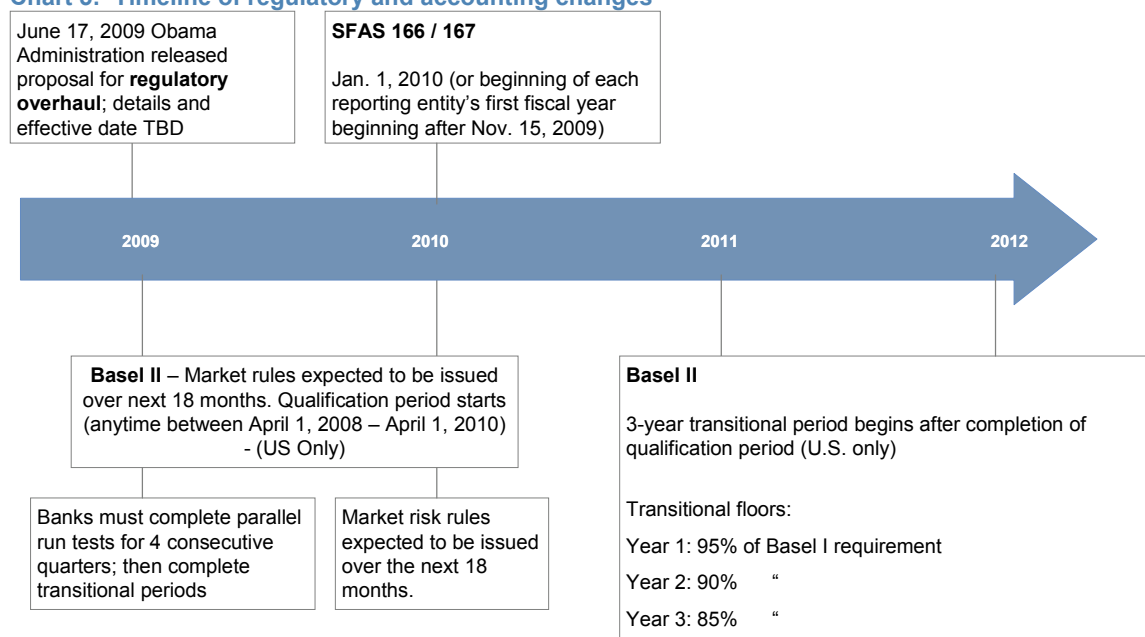 Timeline of regulatory and accounting changes
June 17, 2009 Obama
Administration released
proposal for regulatory
overhaul; details and
effective date TBD
SFAS 166 / 167
Jan. 1, 2010 (or beginning of each
reporting entity's first fiscal year
beginning after Nov. 15, 2009)
2009
2010
2011
2012
Basel II – Market rules expected to be issued
over next 18 months. Qualification period starts
(anytime between April 1, 2008 – April 1, 2010)
- (US Only)
Banks must complete parallel
run tests for 4 consecutive
quarters; then complete
transitional periods
Market risk rules
expected to be issued
over the next 18
months.
Basel II
3-year transitional period begins after completion of
qualification period (U.S. only)
Transitional floors:
Year 1: 95% of Basel I requirement
Year 2: 90% “
Year 3: 85% “